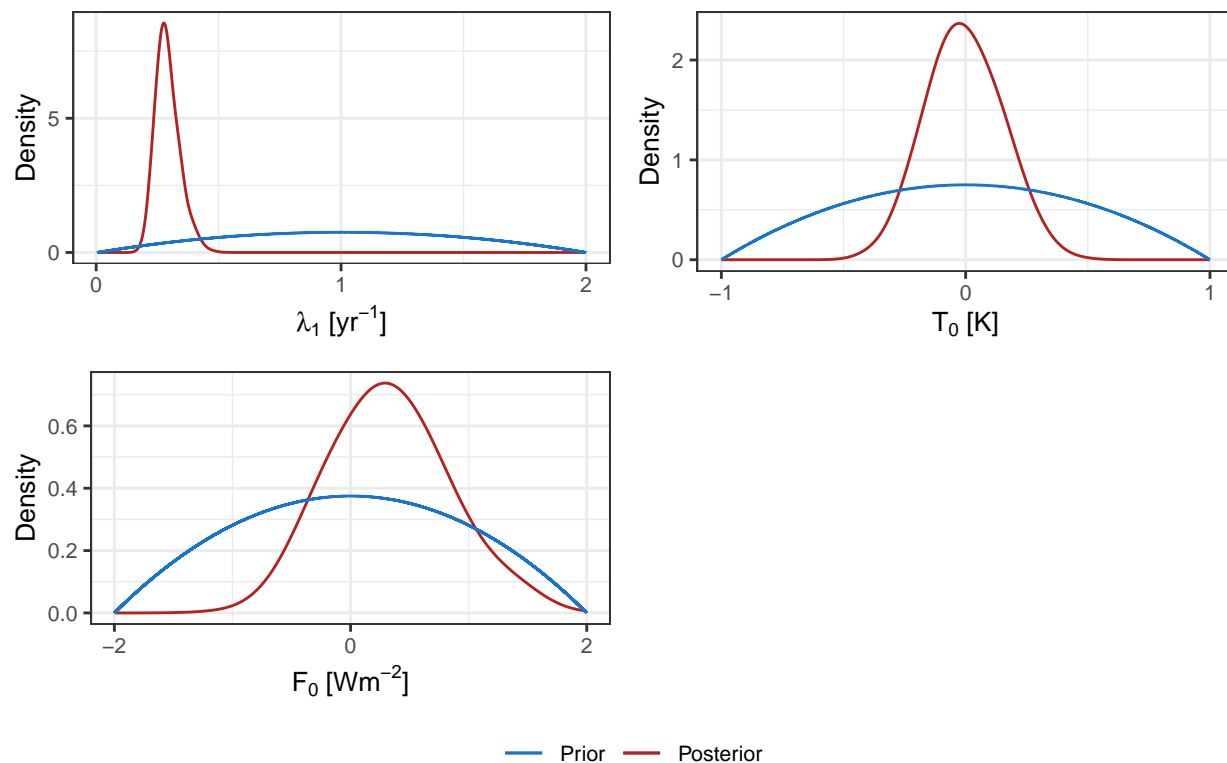 Density
5
0
0
1
2
λ₁ [yr⁻¹]
Density
2
1
0
−1
0
1
T₀ [K]
Density
0.6
0.4
0.2
0.0
−2
0
2
F₀ [Wm⁻²]
Prior Posterior